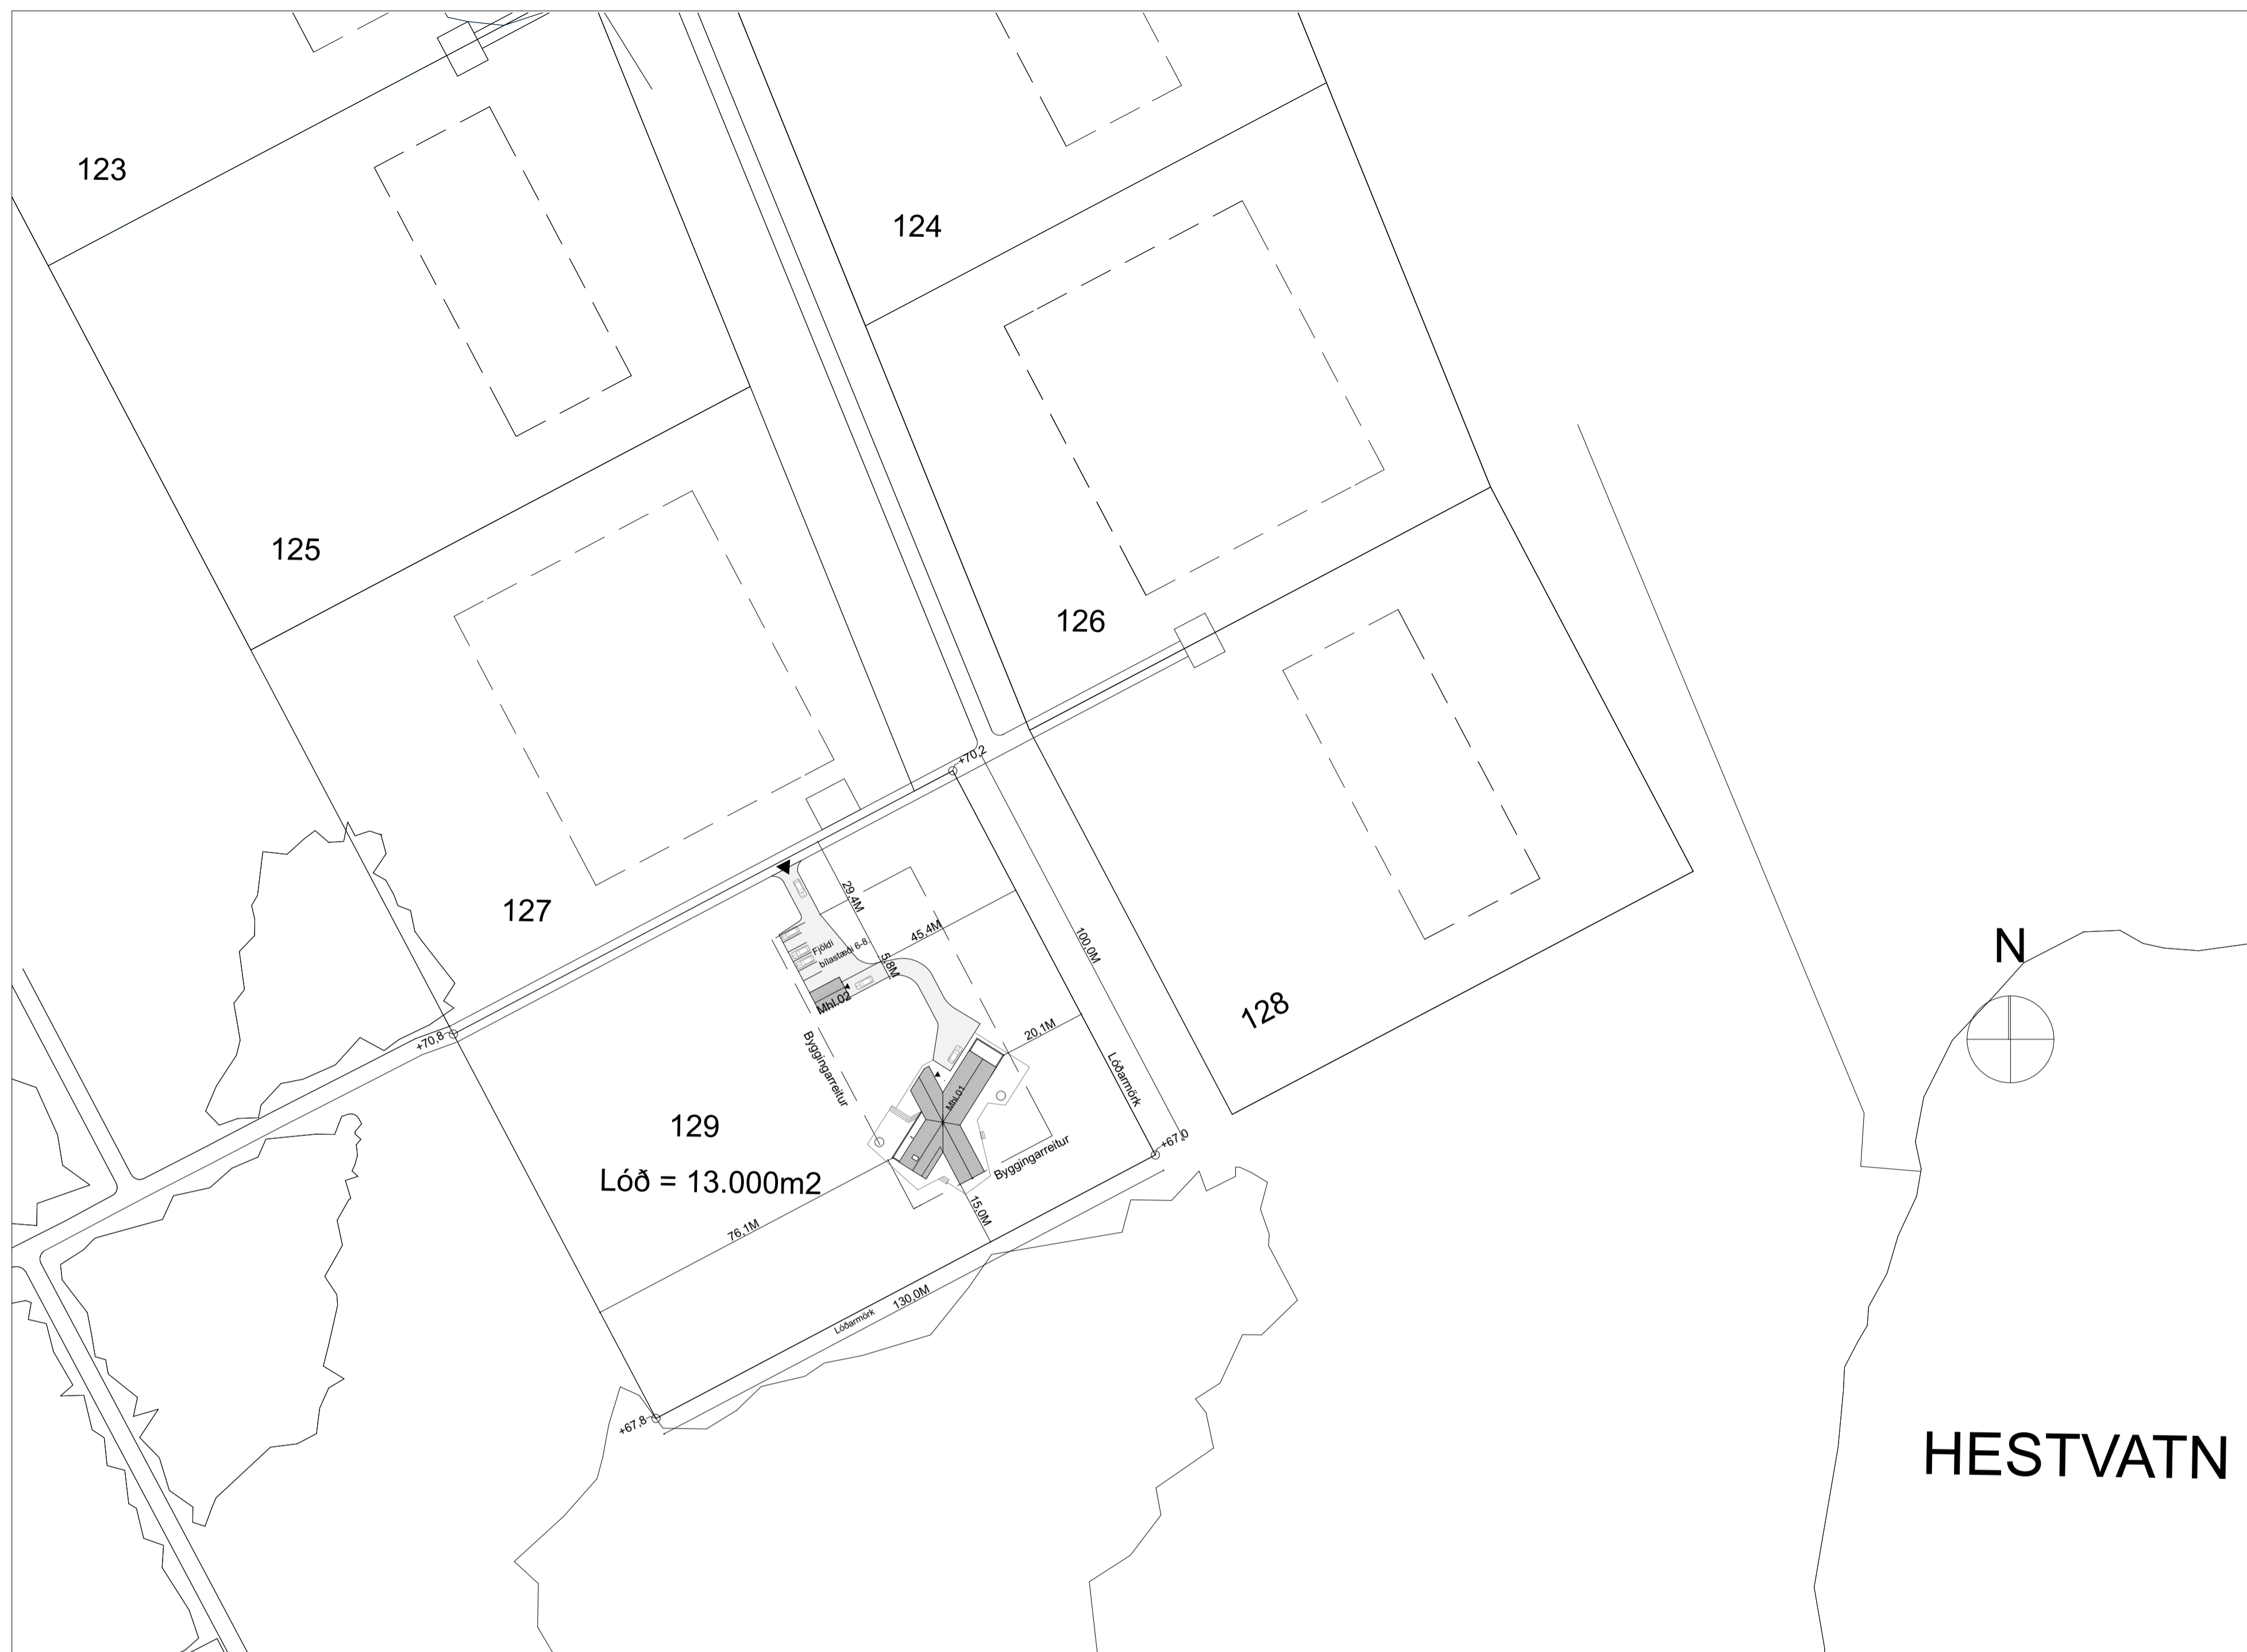 123
124
125
126
+70,2
127
29,4M
45,4M
100,0M
Fjöldi
bílastæði 6-8.
5,8M
Mhl.02
N
128
20,1M
+70,8
Byggingarreitur
Lóðarmörk
Mhl.01
129
+67,0
Byggingarreitur
Lóð = 13.000m2
15,0M
76,1M
130,0M
Lóðarmörk
+67,8
HESTVATN